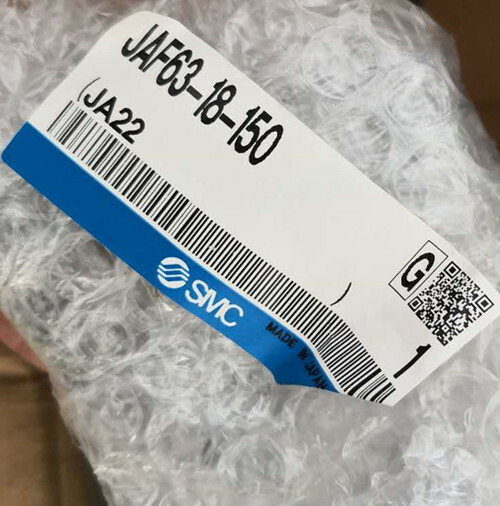 JAF63-18-150
(JA22
)
G
1
SMC
MADE IN JAPAN